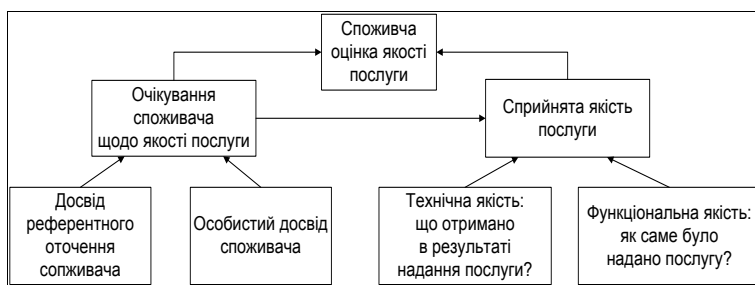 Споживча
оцінка якості
послуги
Очікування
споживача
щодо якості послуги
Сприйнята якість
послуги
Досвід
референтного
оточення
сопживача
Особистий досвід
споживача
Технічна якість:
що отримано
в результаті
надання послуги?
Функціональна якість:
як саме було
надано послугу?